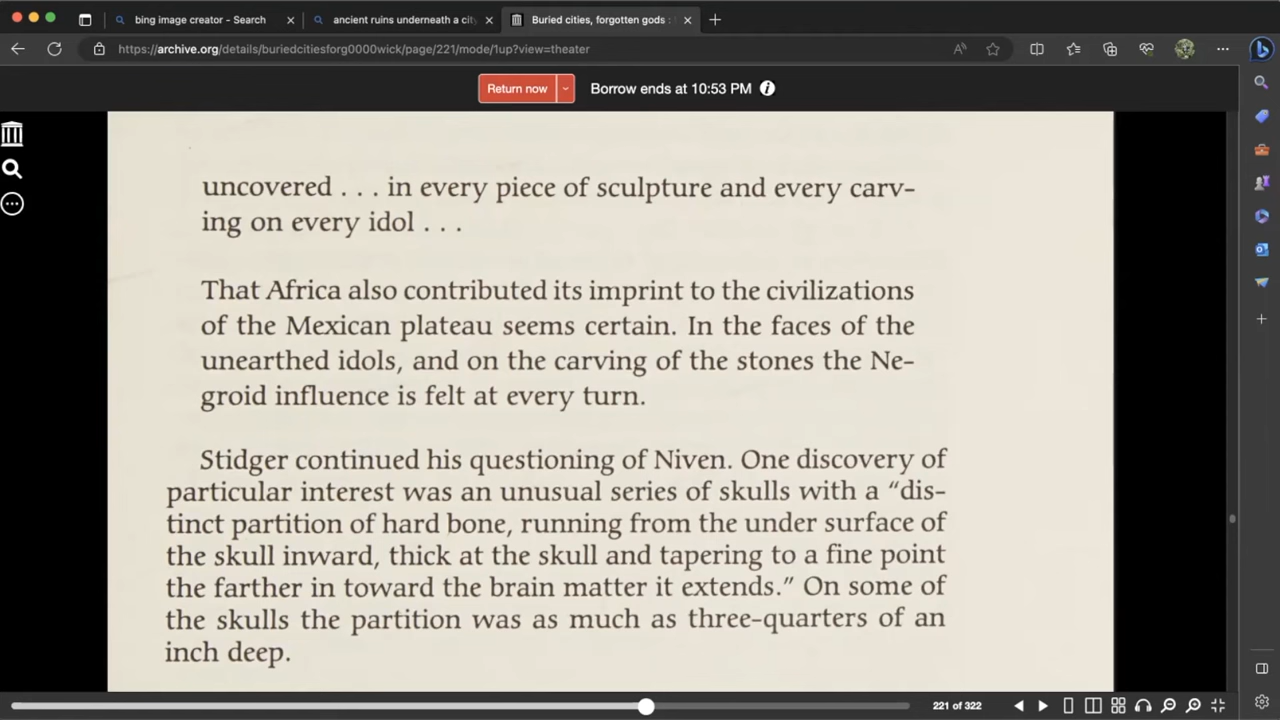 bing image creator - Search
ancient ruins underneath a cit
Buried cities, forgotten gods :
https://archive.org/details/buriedcitiesforg0000wick/page/221/mode/1up?view=theater
Return now
Borrow ends at 10:53 PM
uncovered . . . in every piece of sculpture and every carv-
ing on every idol . . .
That Africa also contributed its imprint to the civilizations
of the Mexican plateau seems certain. In the faces of the
unearthed idols, and on the carving of the stones the Ne-
groid influence is felt at every turn.
Stidger continued his questioning of Niven. One discovery of
particular interest was an unusual series of skulls with a “dis-
tinct partition of hard bone, running from the under surface of
the skull inward, thick at the skull and tapering to a fine point
the farther in toward the brain matter it extends.” On some of
the skulls the partition was as much as three-quarters of an
inch deep.
221 of 322